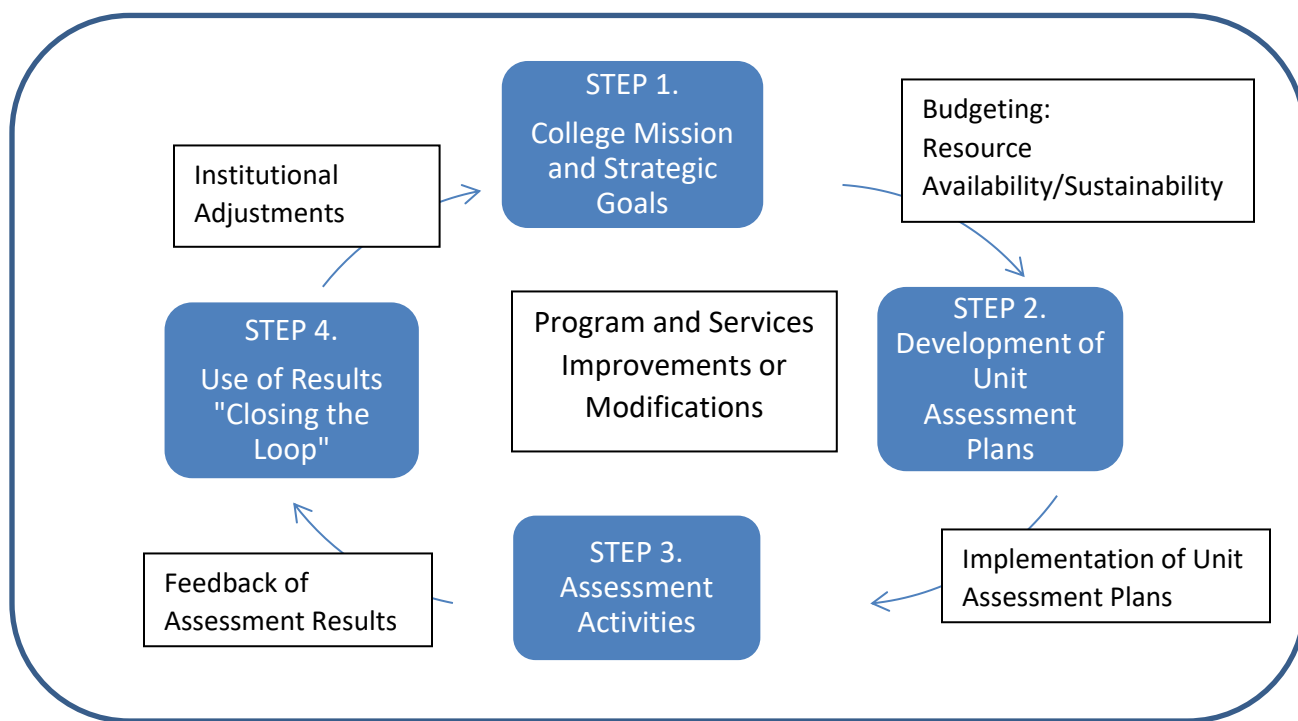 STEP 1.
College Mission
and Strategic
Goals
Budgeting:
Resource
Availability/Sustainability
Institutional
Adjustments
STEP 4.
Use of Results
"Closing the
Loop"
Program and Services
Improvements or
Modifications
STEP 2.
Development of
Unit
Assessment
Plans
STEP 3.
Assessment
Activities
Implementation of Unit
Assessment Plans
Feedback of
Assessment Results